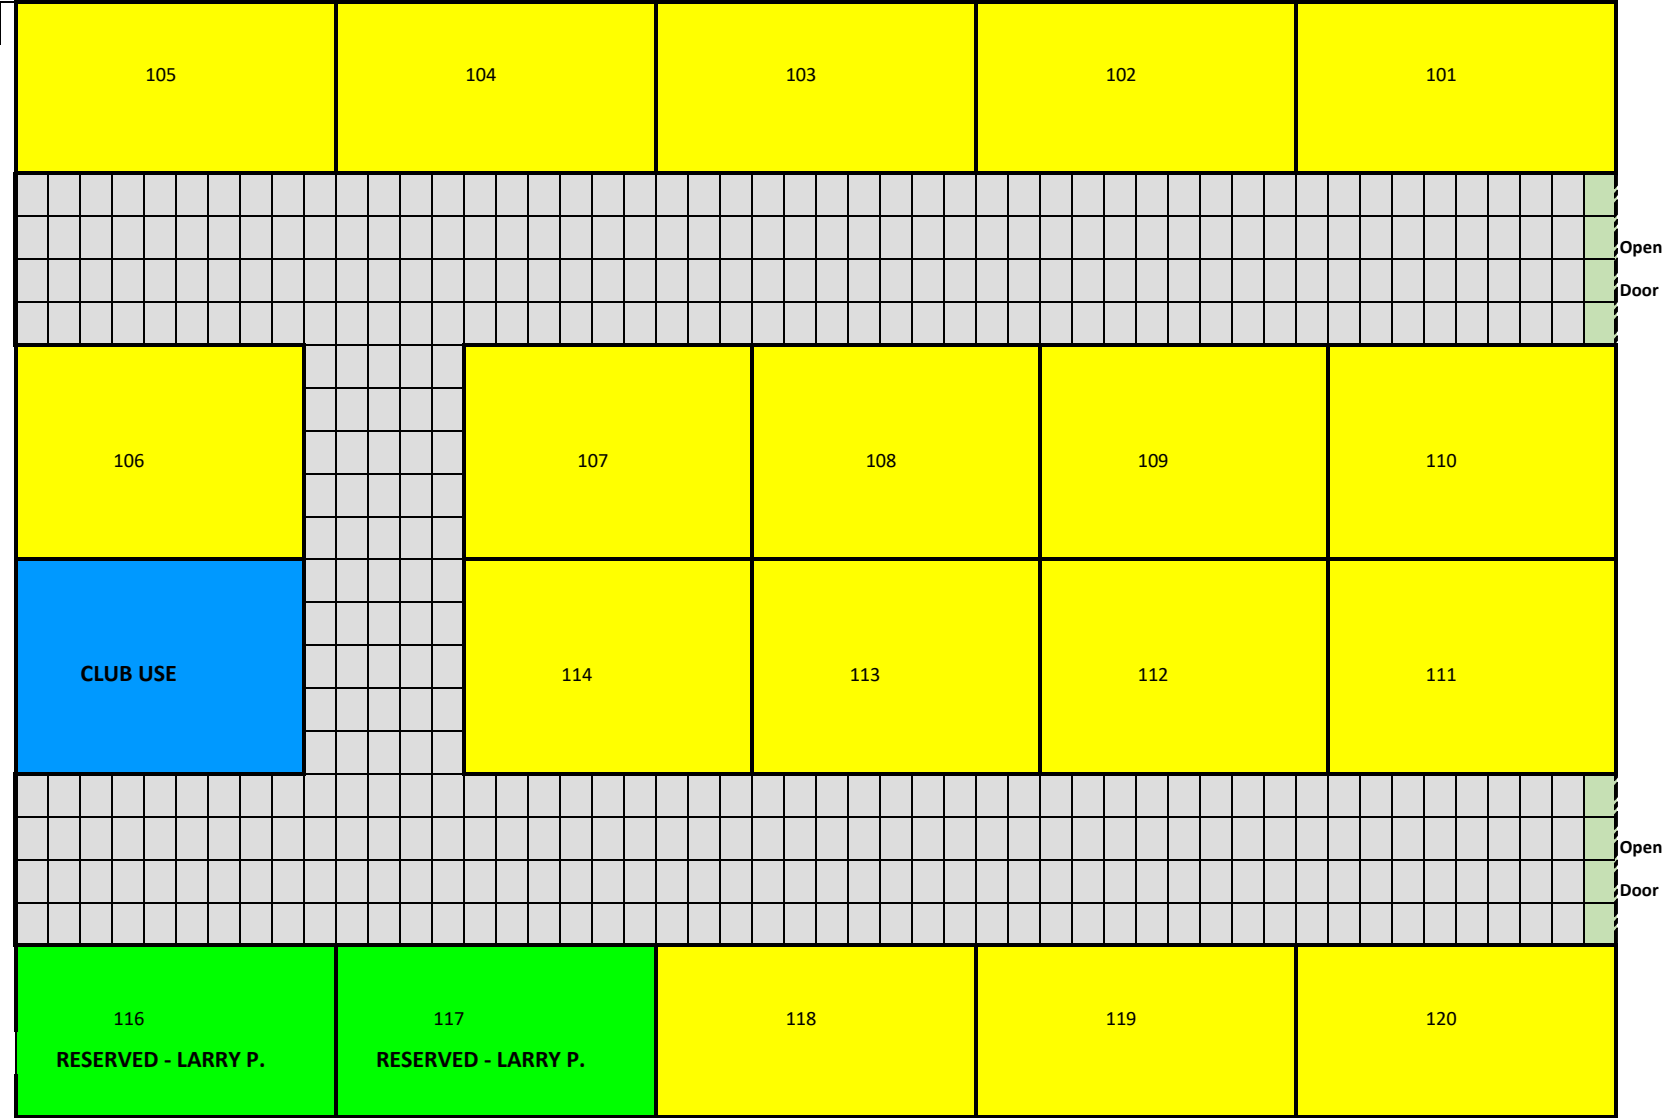 105 104 103 102 101
Open
Door
106 107 108 109 110
CLUB USE 114 113 112 111
Open
Door
116 117 118 119 120
RESERVED - LARRY P. RESERVED - LARRY P.